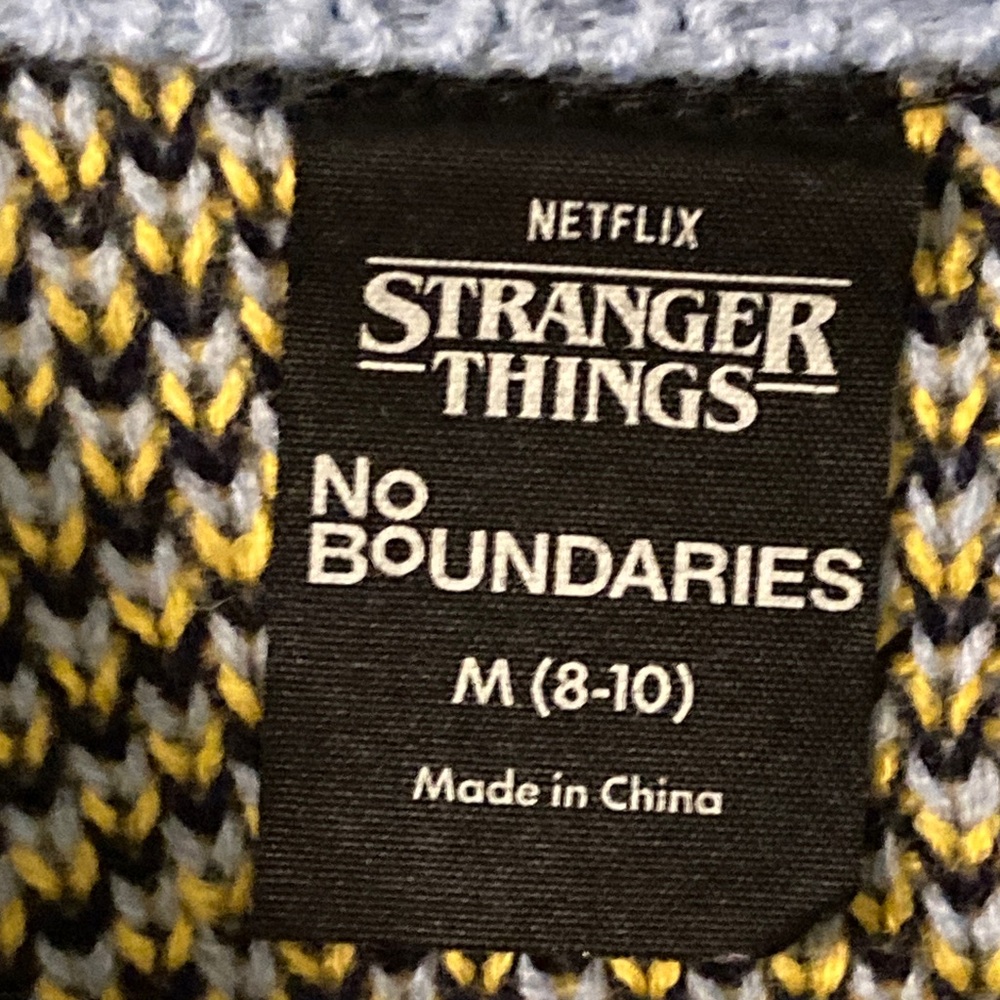 NETFLIX
STRANGER
THINGS
NO
BOUNDARIES
M (8-10)
Made in China